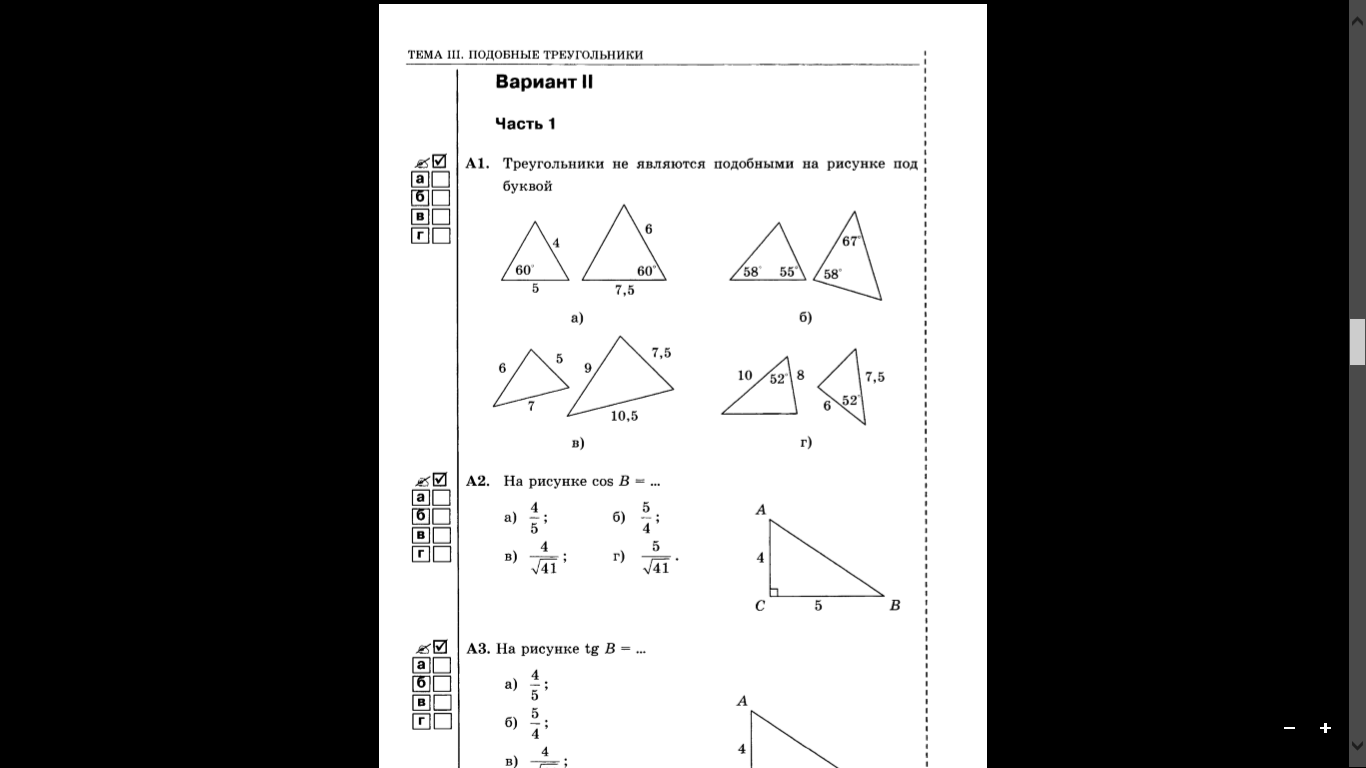 ТЕМА III. ПОДОБНЫЕ ТРЕУГОЛЬНИКИ
Вариант II
Часть 1
а
б
в
г
А1. Треугольники не являются подобными на рисунке под
буквой
4
60°
5
6
60°
7,5
а)
58° 55°
67°
58°
б)
6
5
7
9
7,5
10,5
в)
10
52°
8
6
52°
7,5
г)
а
б
в
г
А2. На рисунке cos B = ...
а) 4/5;
б) 5/4;
в) 4/√41;
г) 5/√41.
A
4
C
5
B
а
б
в
г
А3. На рисунке tg B = ...
а) 4/5;
б) 5/4;
в) 4
;
A
4